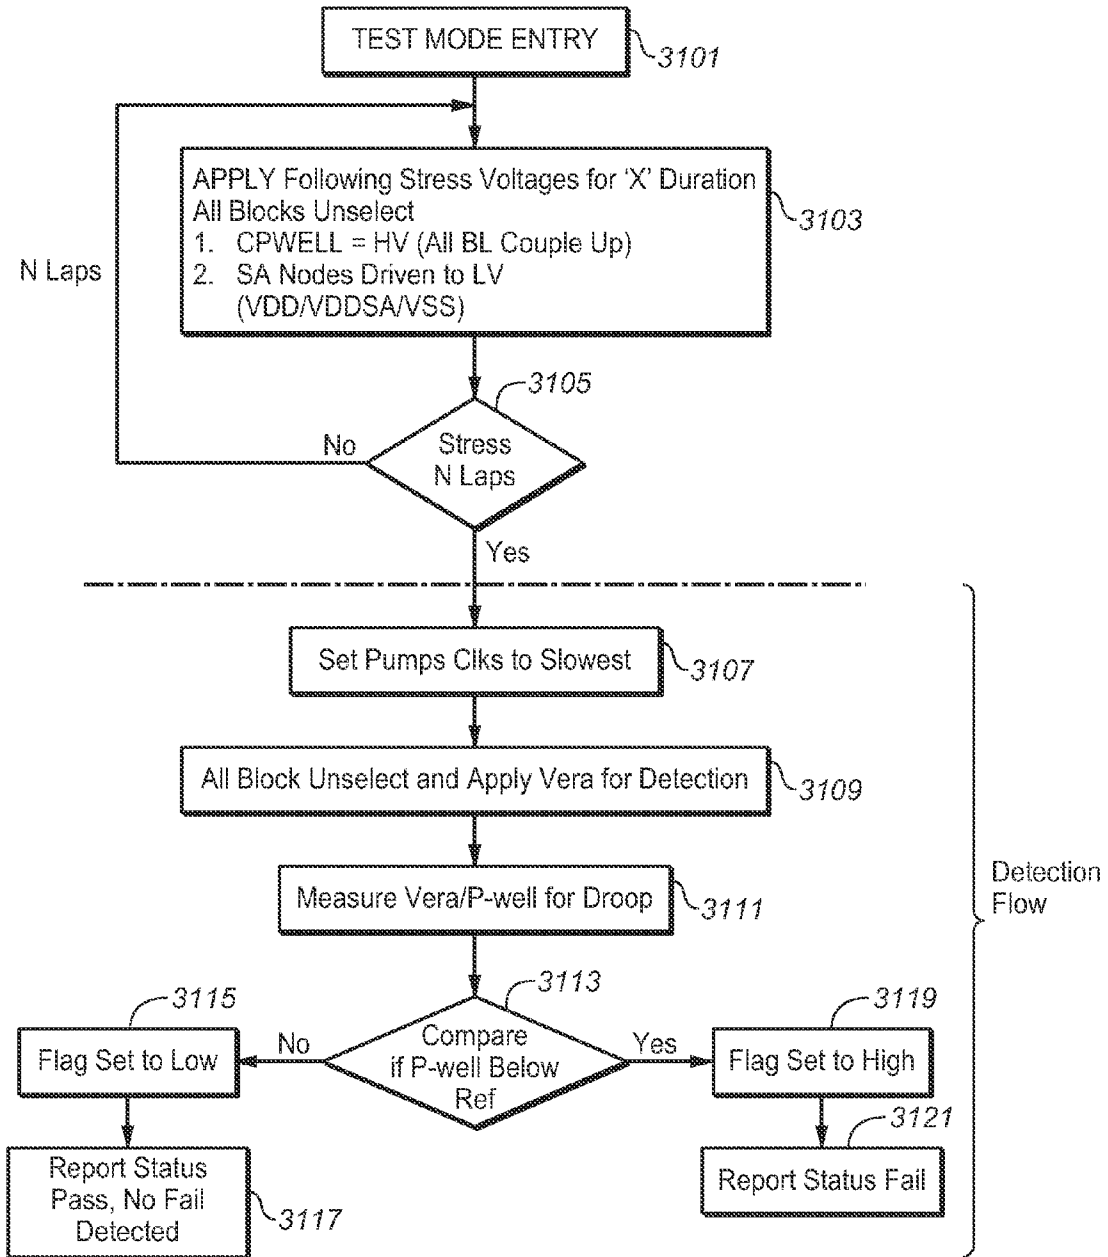 TEST MODE ENTRY
3101
APPLY Following Stress Voltages for 'X' Duration
All Blocks Unselect
1. CPWELL = HV (All BL Couple Up)
2. SA Nodes Driven to LV
(VDD/VDDSA/VSS)
3103
N Laps
3105
Stress
N Laps
No
Yes
Set Pumps Clks to Slowest
3107
All Block Unselect and Apply Vera for Detection
3109
Measure Vera/P-well for Droop
3111
Detection
Flow
3113
Compare
if P-well Below
Ref
No
Yes
3115
Flag Set to Low
3119
Flag Set to High
Report Status
Pass, No Fail
Detected
3117
3121
Report Status Fail